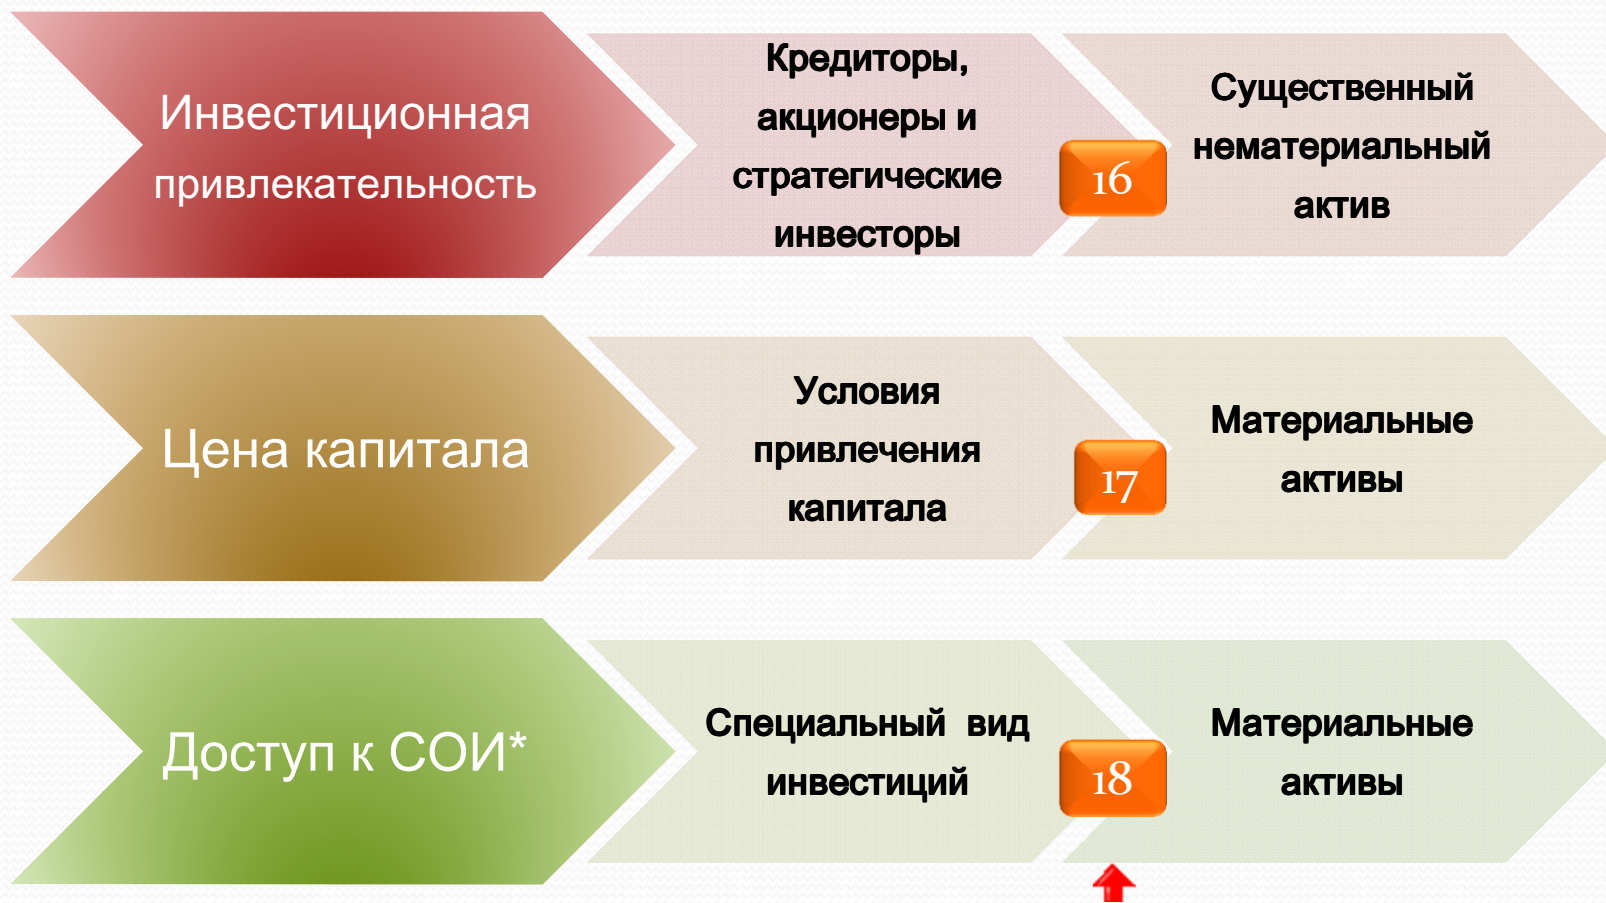 Инвестиционная
привлекательность
Кредиторы,
акционеры и
стратегические
инвесторы
16
Существенный
нематериальный
актив
Цена капитала
Условия
привлечения
капитала
17
Материальные
активы
Доступ к СОИ*
Специальный вид
инвестиций
18
Материальные
активы